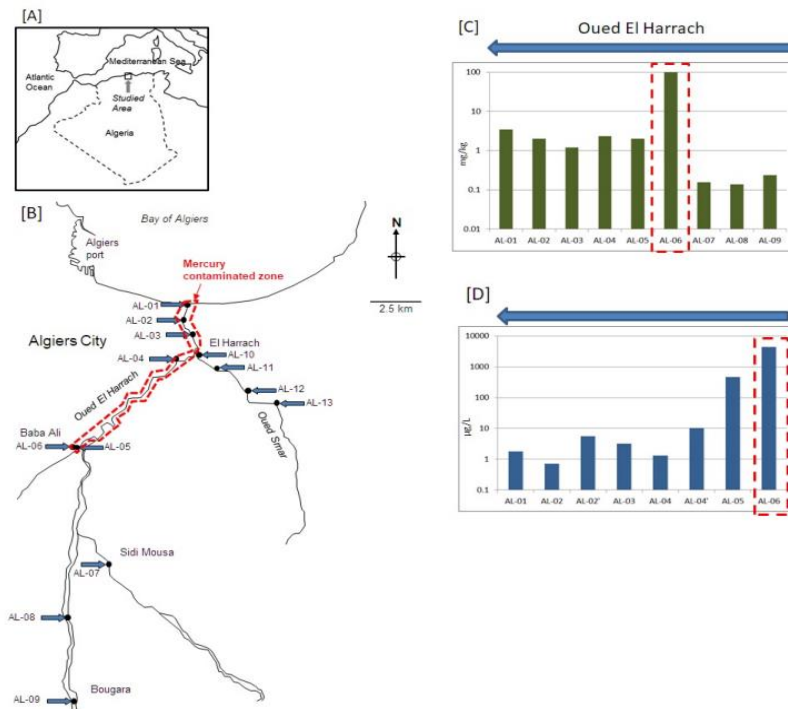 [A]
Mediterranean Sea
Atlantic
Ocean
Studied
Area
Algeria
[B]
Bay of Algiers
Algiers
port
N
Mercury
contaminated zone
2.5 km
AL-01
AL-02
Algiers City
AL-03
El Harrach
AL-04
AL-10
AL-11
AL-12
AL-13
Oued El Harrach
Oued Smar
Baba Ali
AL-06
AL-05
Sidi Mousa
AL-07
AL-08
Bougara
AL-09
[C]
Oued El Harrach
100
10
1
0.1
0.01
mg/kg
AL-01 AL-02 AL-03 AL-04 AL-05 AL-06 AL-07 AL-08 AL-09
[D]
10000
1000
100
10
1
0.1
µg/L
AL-01 AL-02 AL-02' AL-03 AL-04 AL-04' AL-05 AL-06